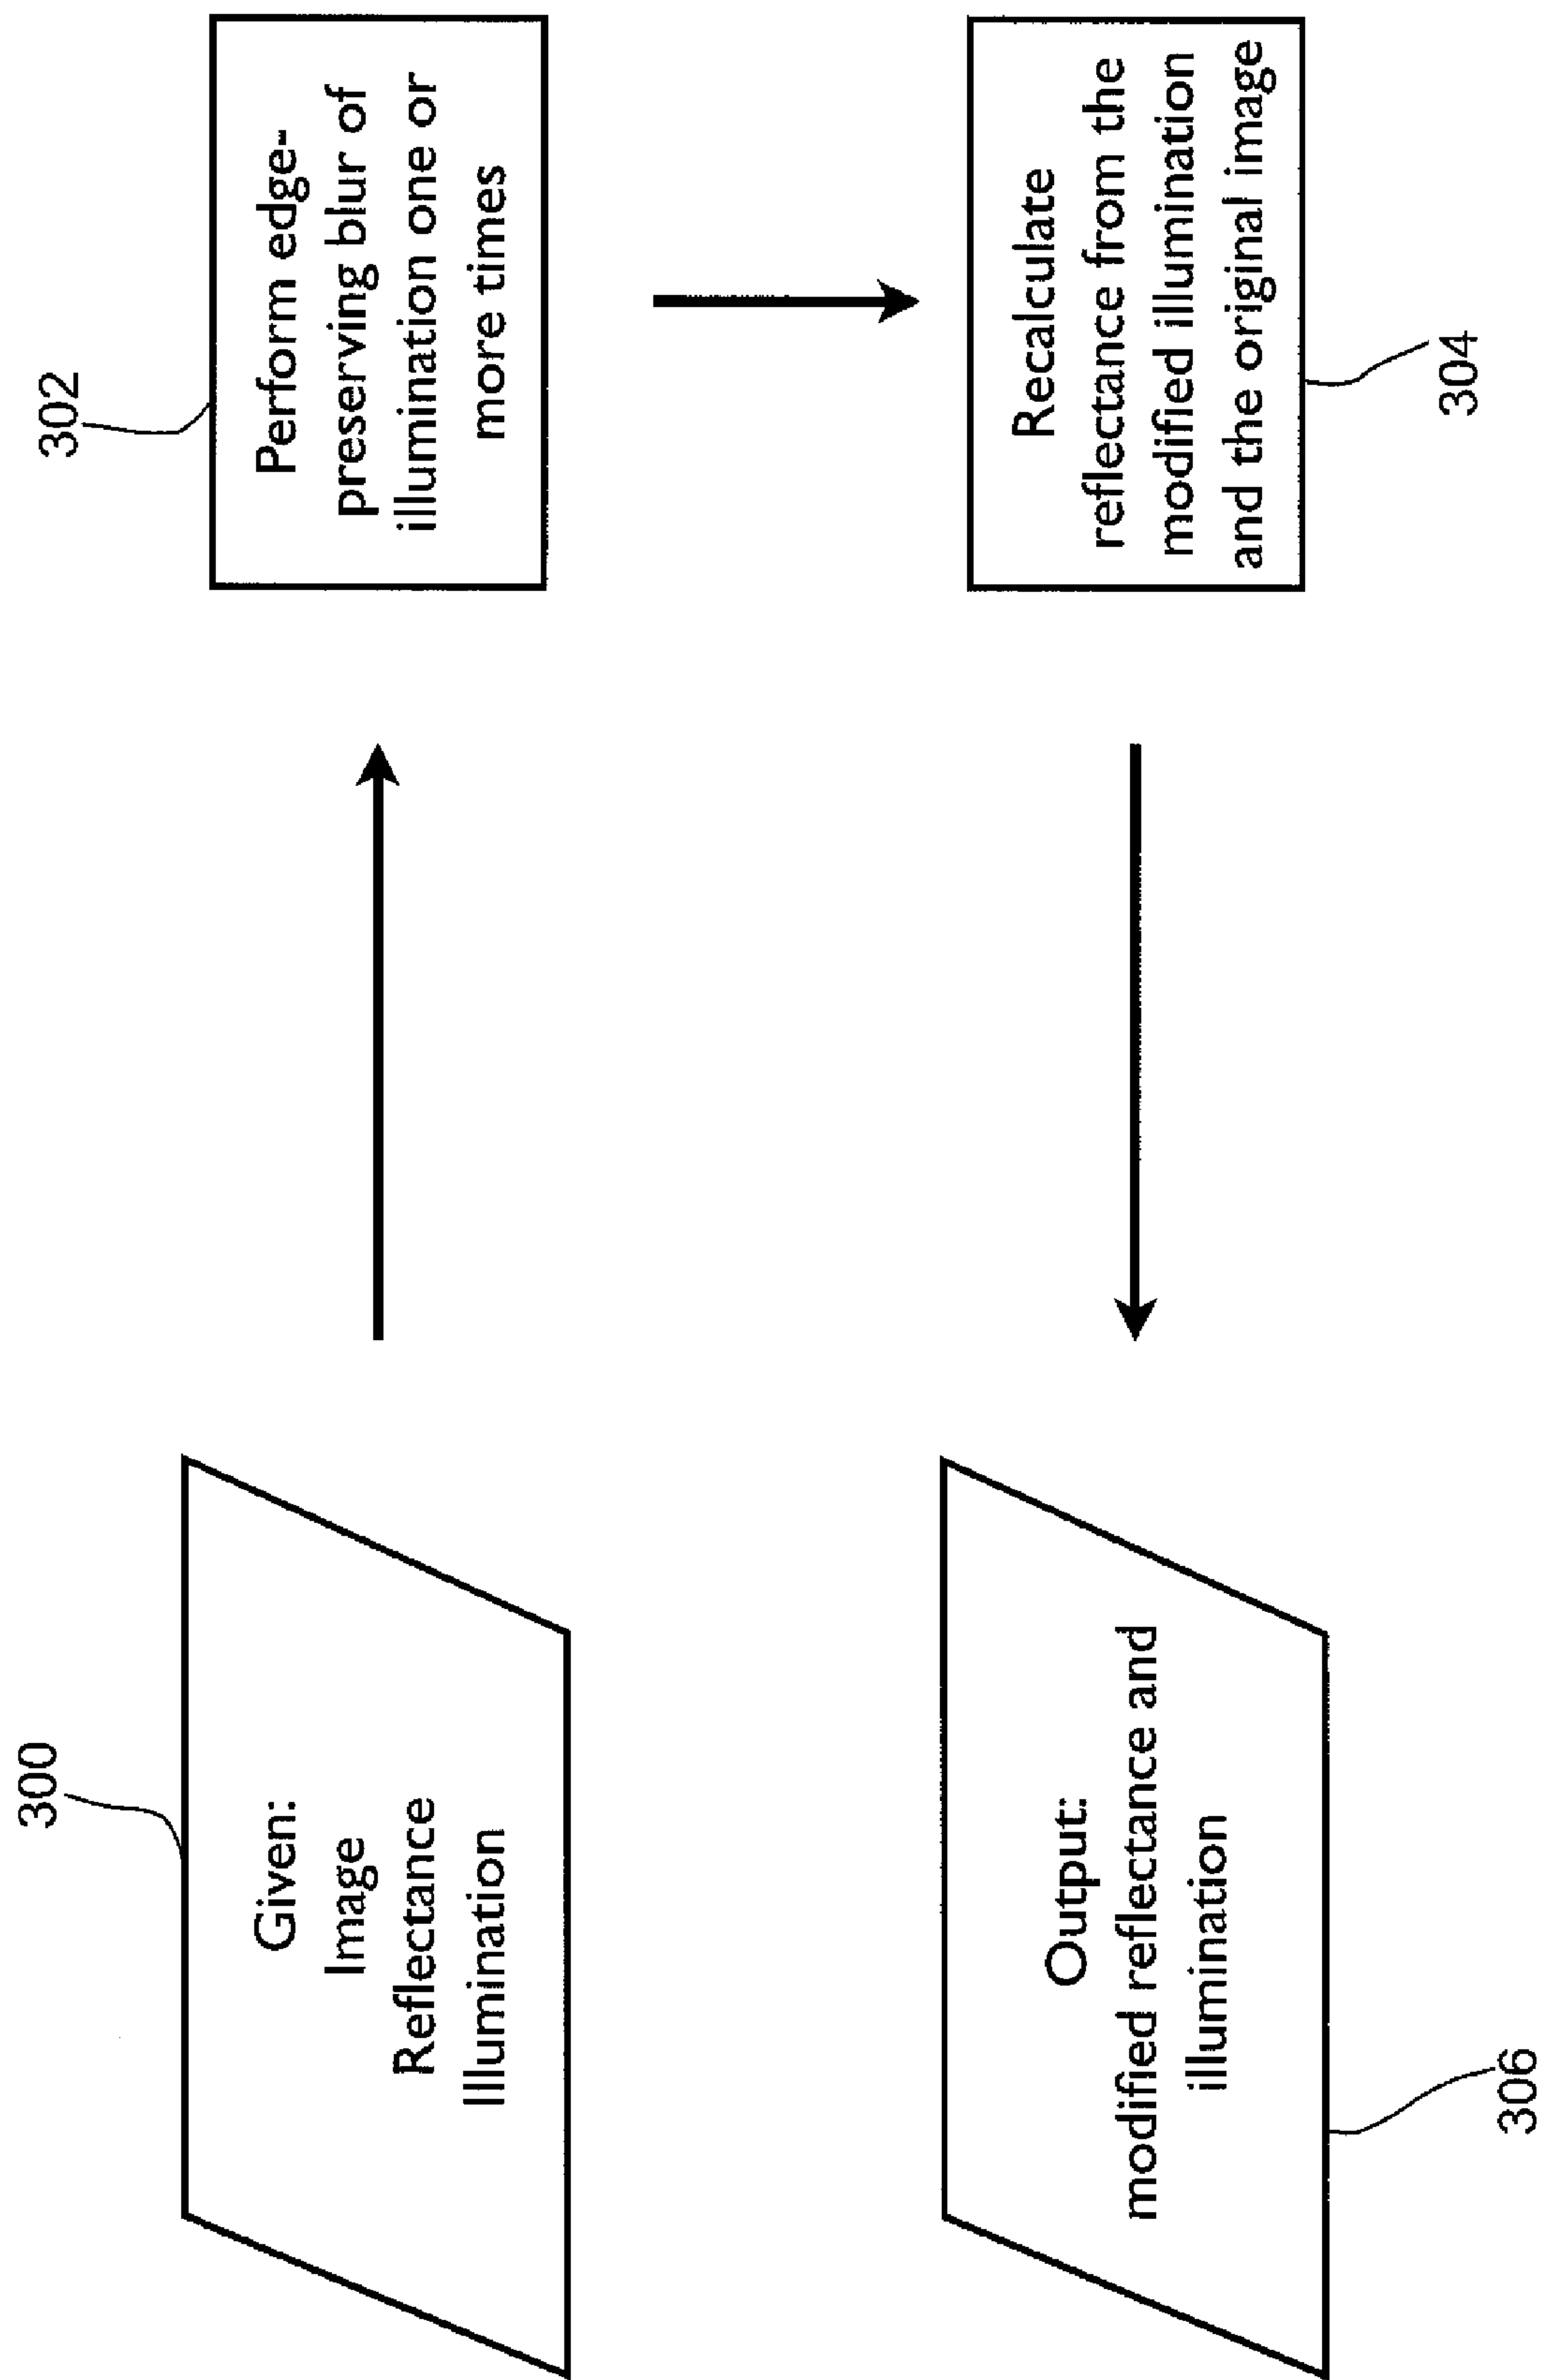 300
Given:
Image
Reflectance
Illumination
302
Perform edge-
preserving blur of
illumination one or
more times
304
Recalculate
reflectance from the
modified illumination
and the original image
306
Output:
modified reflectance and
illumination